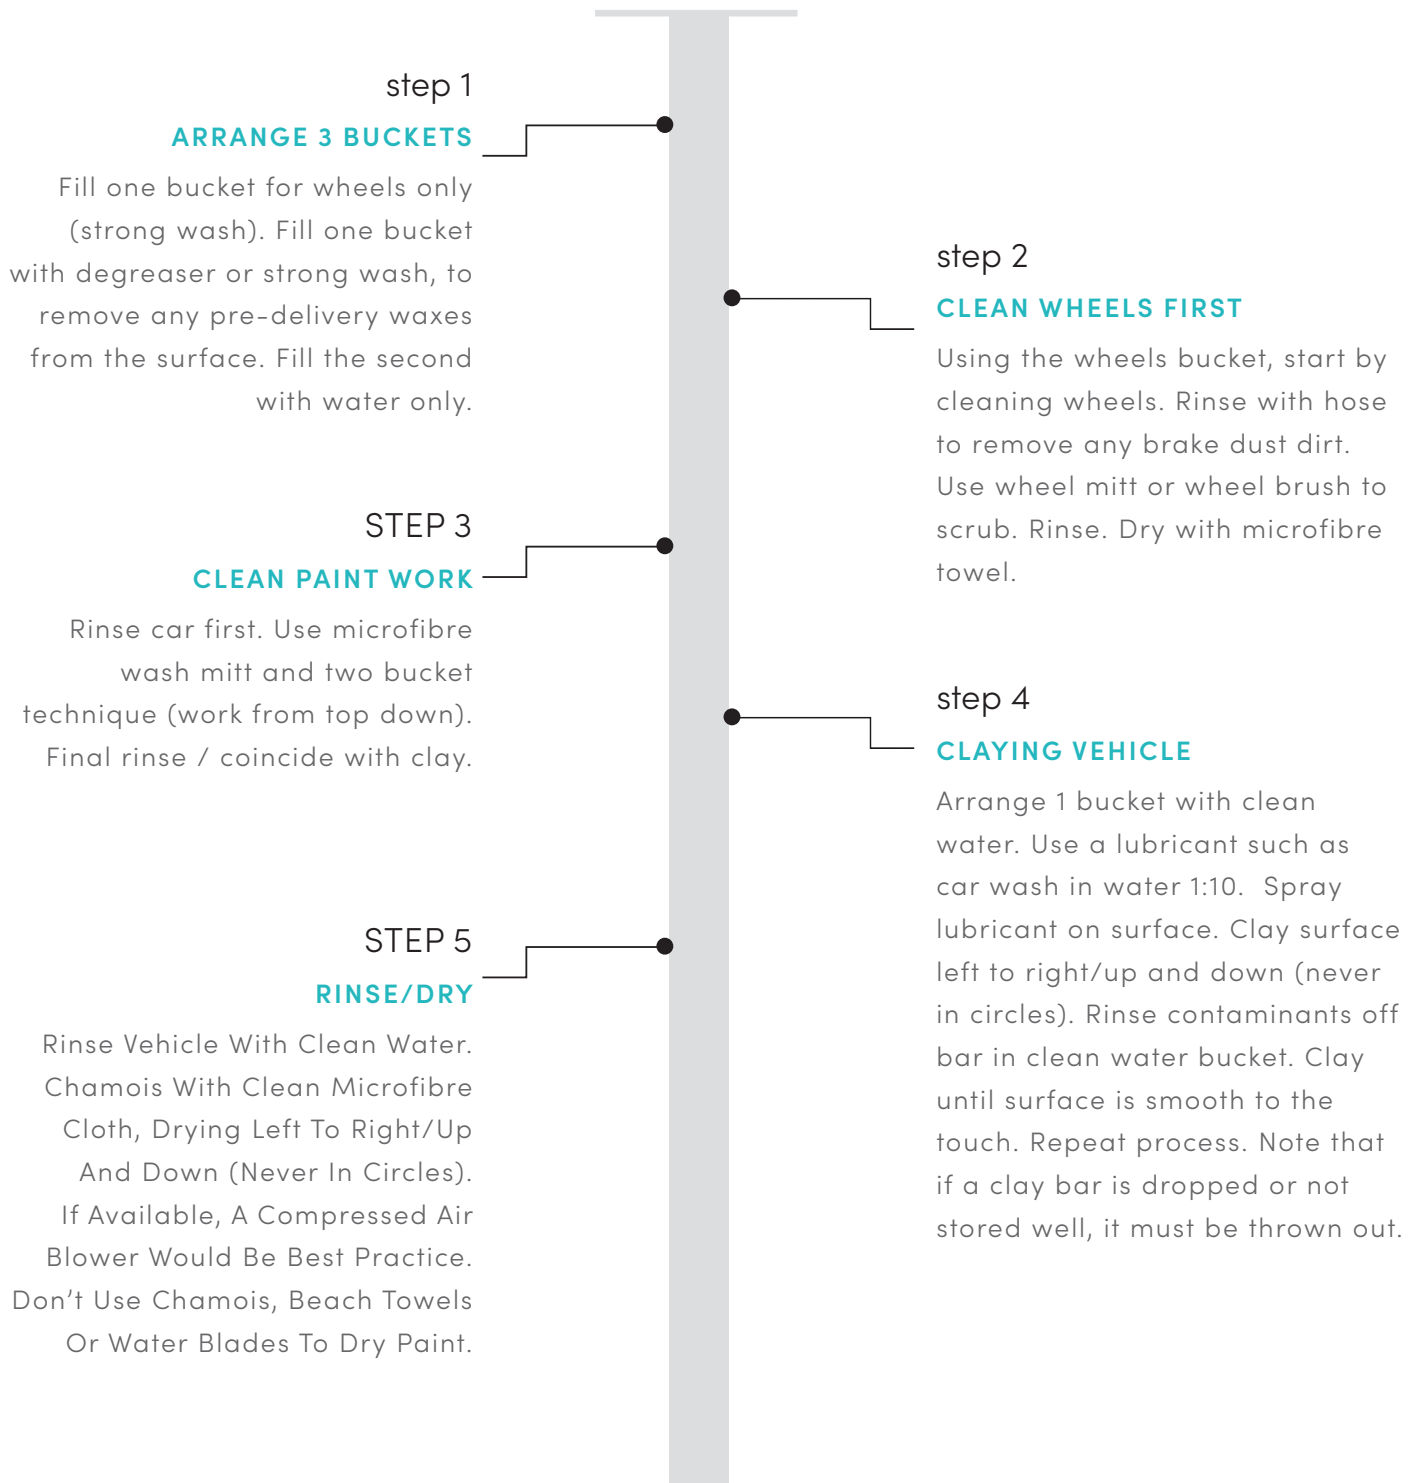 step 1
ARRANGE 3 BUCKETS
Fill one bucket for wheels only
(strong wash). Fill one bucket
with degreaser or strong wash, to
remove any pre-delivery waxes
from the surface. Fill the second
with water only.
step 2
CLEAN WHEELS FIRST
Using the wheels bucket, start by
cleaning wheels. Rinse with hose
to remove any brake dust dirt.
Use wheel mitt or wheel brush to
scrub. Rinse. Dry with microfibre
towel.
STEP 3
CLEAN PAINT WORK
Rinse car first. Use microfibre
wash mitt and two bucket
technique (work from top down).
Final rinse / coincide with clay.
step 4
CLAYING VEHICLE
Arrange 1 bucket with clean
water. Use a lubricant such as
car wash in water 1:10. Spray
lubricant on surface. Clay surface
left to right/up and down (never
in circles). Rinse contaminants off
bar in clean water bucket. Clay
until surface is smooth to the
touch. Repeat process. Note that
if a clay bar is dropped or not
stored well, it must be thrown out.
STEP 5
RINSE/DRY
Rinse Vehicle With Clean Water.
Chamois With Clean Microfibre
Cloth, Drying Left To Right/Up
And Down (Never In Circles).
If Available, A Compressed Air
Blower Would Be Best Practice.
Don't Use Chamois, Beach Towels
Or Water Blades To Dry Paint.